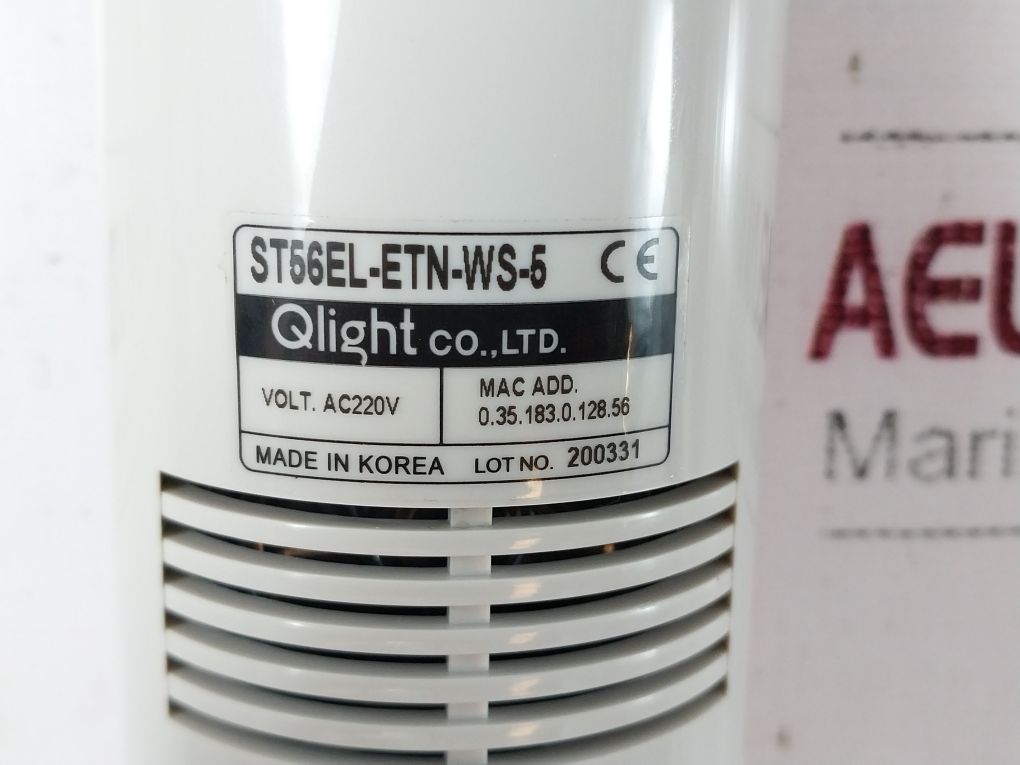 ST56EL-ETN-WS-5 CE
Qlight CO.,LTD.
VOLT. AC220V
MAC ADD.
0.35.183.0.128.56
MADE IN KOREA LOT NO. 200331
AEU
Mari